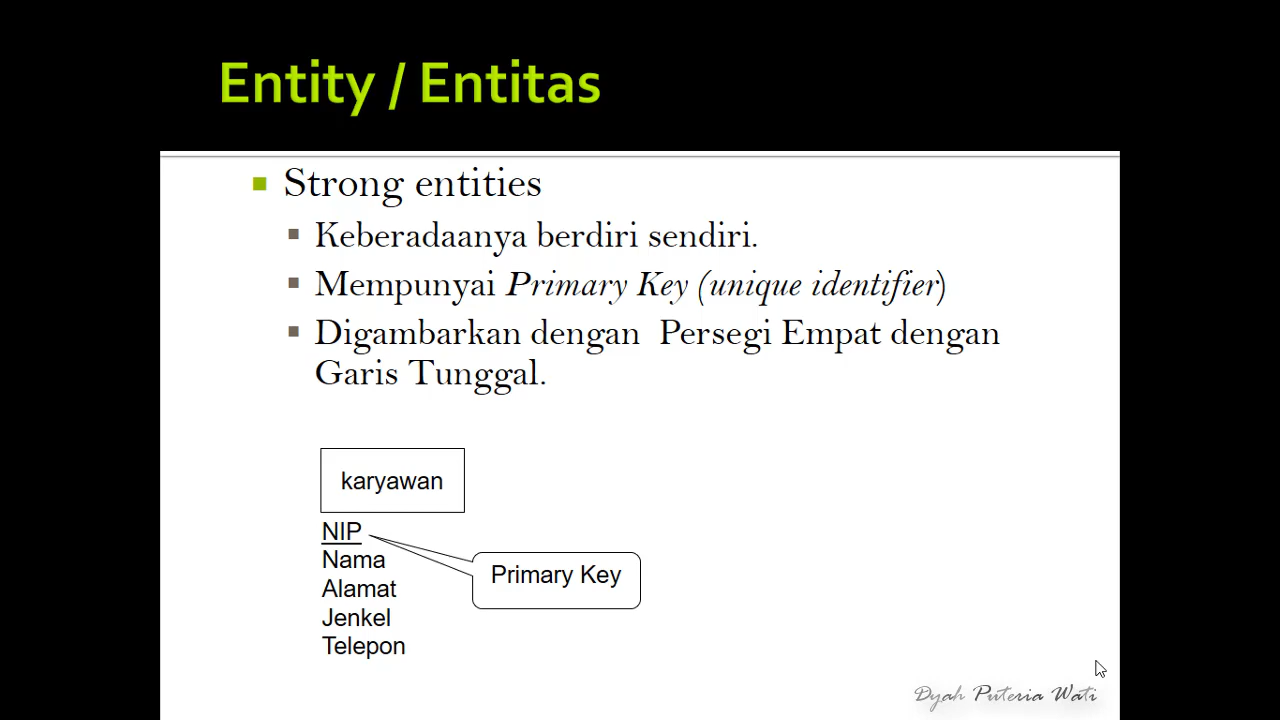 Entity / Entitas
Strong entities
Keberadaanya berdiri sendiri.
Mempunyai Primary Key (unique identifier)
Digambarkan dengan Persegi Empat dengan
Garis Tunggal.
karyawan
NIP
Nama
Primary Key
Alamat
Jenkel
Telepon
Dyah Puteria Wati